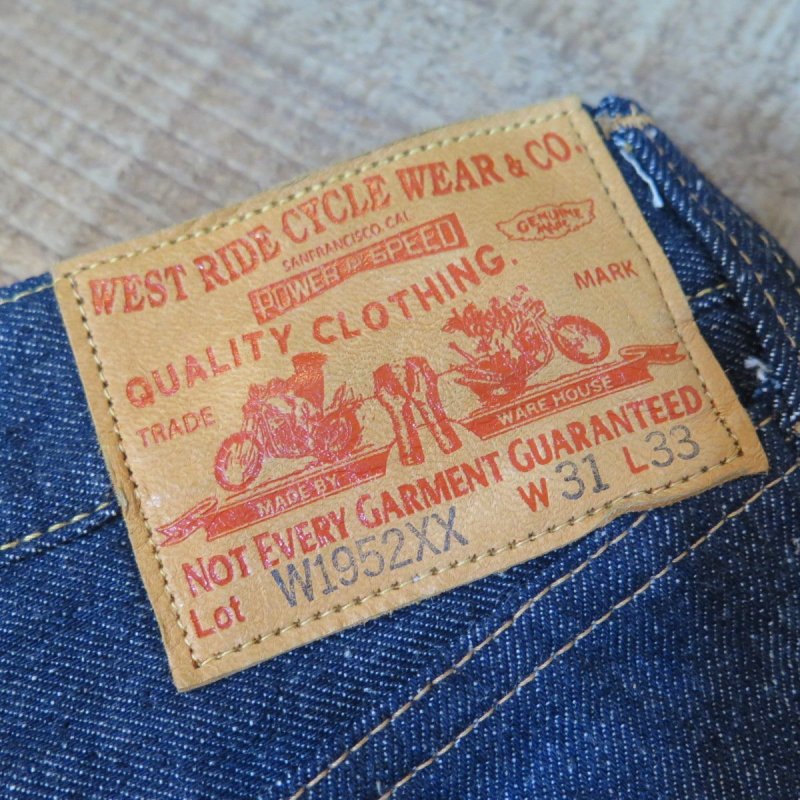 WEST RIDE CYCLE WEAR & CO.
SANFRANCISCO, CAL
POWER SPEED
GENUINE
QUALITY CLOTHING.
TRADE MARK
MADE BY WARE HOUSE
NOT EVERY GARMENT GUARANTEED
Lot W1952XX W 31 L 33